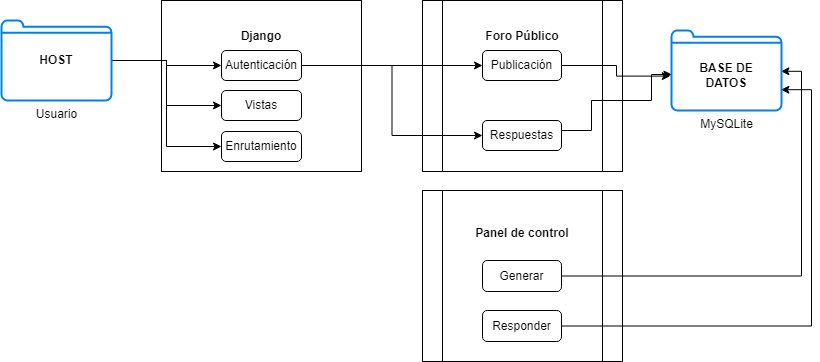 HOST
Usuario
Django
Autenticación
Vistas
Enrutamiento
Foro Público
Publicación
Respuestas
BASE DE
DATOS
MySQLite
Panel de control
Generar
Responder